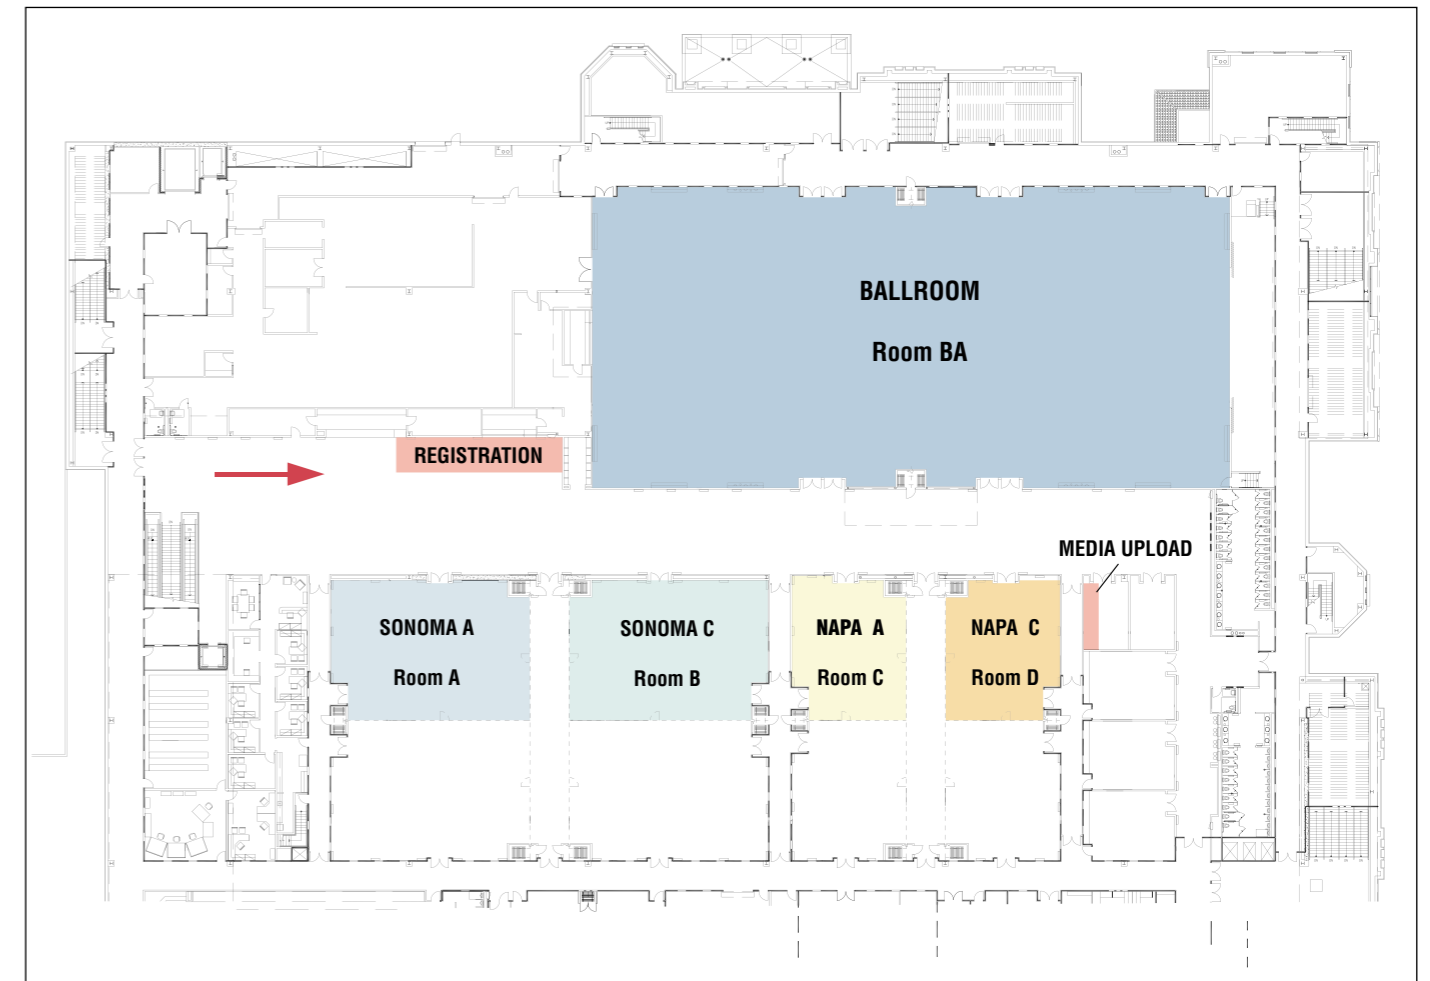 BALLROOM
Room BA
REGISTRATION
MEDIA UPLOAD
SONOMA A
Room A
SONOMA C
Room B
NAPA A
Room C
NAPA C
Room D